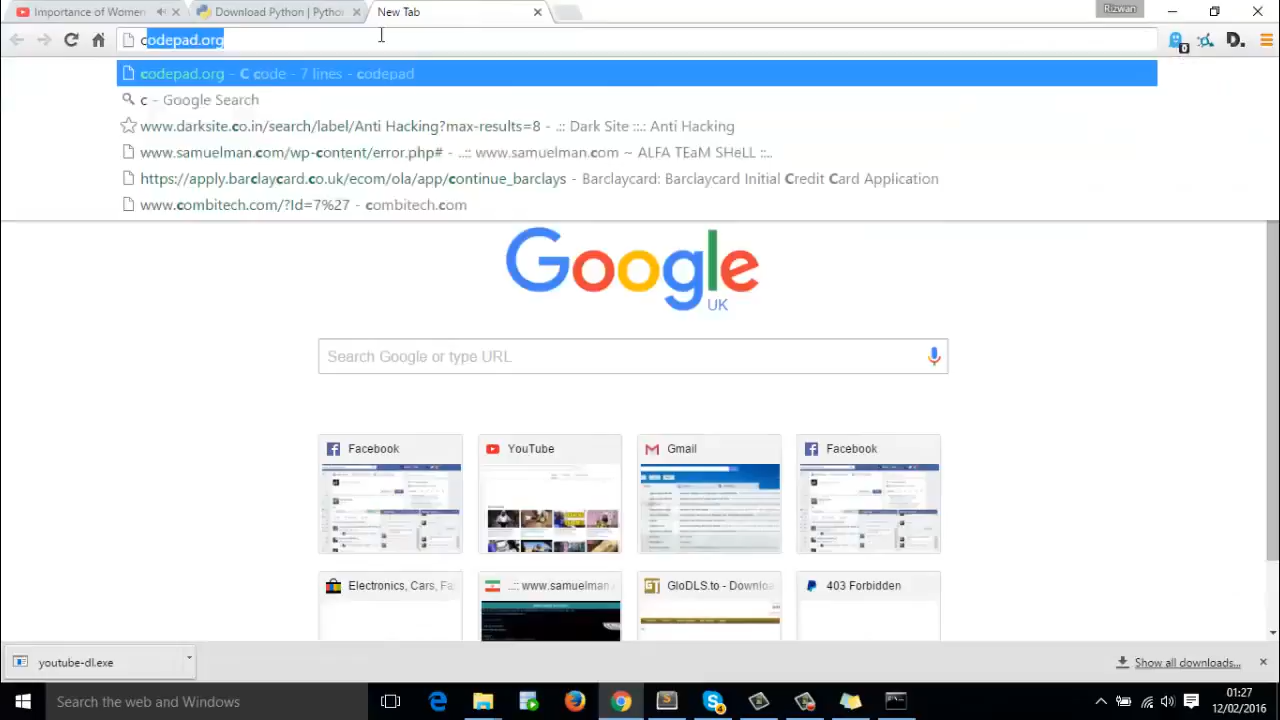 Importance of Women
Download Python | Pytho
New Tab
Rizwan
codepad.org
codepad.org - C code - 7 lines - codepad
c - Google Search
www.darksite.co.in/search/label/Anti Hacking?max-results=8 - .:: Dark Site ::.: Anti Hacking
www.samuelman.com/wp-content/error.php# - ..:: www.samuelman.com ~ ALFA TEaM SHeLL ::..
https://apply.barclaycard.co.uk/ecom/ola/app/continue_barclays - Barclaycard: Barclaycard Initial Credit Card Application
www.combitech.com/?Id=7%27 - combitech.com
Google
UK
Search Google or type URL
Facebook
YouTube
Gmail
Facebook
Electronics, Cars, Fa
..:: www.samuelman.
GloDLS.to - Downloa
403 Forbidden
youtube-dl.exe
Show all downloads...
Search the web and Windows
01:27
12/02/2016